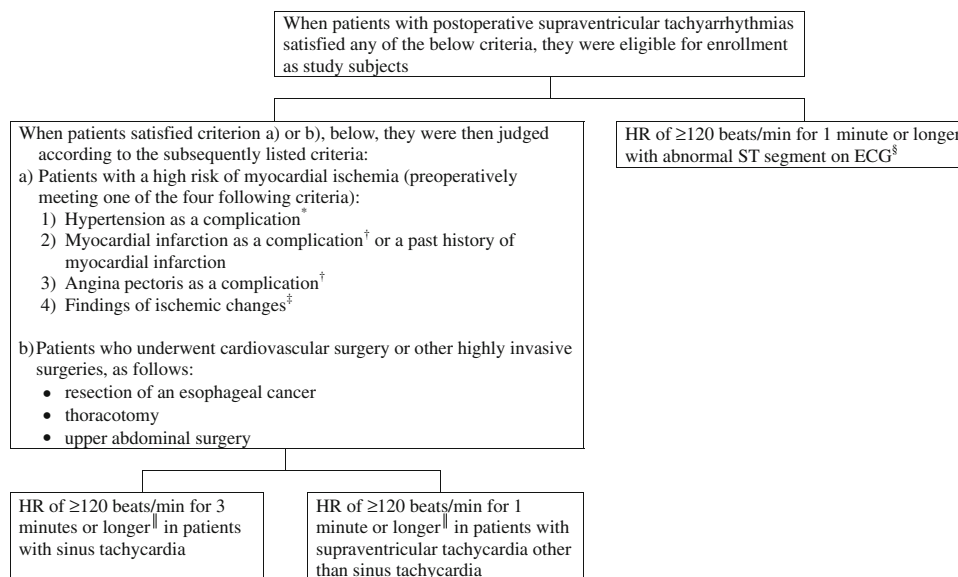 When patients with postoperative supraventricular tachyarrhythmias
satisfied any of the below criteria, they were eligible for enrollment
as study subjects
When patients satisfied criterion a) or b), below, they were then judged
according to the subsequently listed criteria:
a) Patients with a high risk of myocardial ischemia (preoperatively
meeting one of the four following criteria):
1) Hypertension as a complication*
2) Myocardial infarction as a complication† or a past history of
myocardial infarction
3) Angina pectoris as a complication†
4) Findings of ischemic changes‡
b) Patients who underwent cardiovascular surgery or other highly invasive
surgeries, as follows:
• resection of an esophageal cancer
• thoracotomy
• upper abdominal surgery
HR of ≥120 beats/min for 1 minute or longer
with abnormal ST segment on ECG§
HR of ≥120 beats/min for 3
minutes or longer‖ in patients
with sinus tachycardia
HR of ≥120 beats/min for 1
minute or longer‖ in patients with
supraventricular tachycardia other
than sinus tachycardia